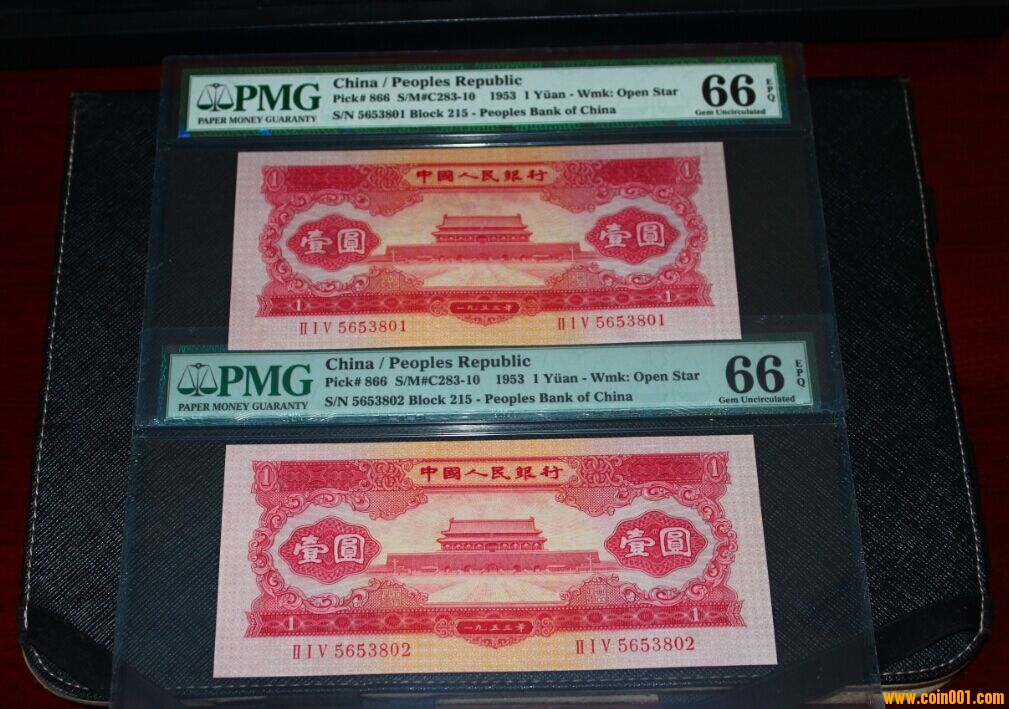 PMG
PAPER MONEY GUARANTY
China / Peoples Republic
Pick# 866 S/M#C283-10 1953 1 Yüan - Wmk: Open Star
S/N 5653801 Block 215 - Peoples Bank of China
66
EPQ
Gem Uncirculated
中國人民銀行
1
1
壹圓
壹圓
1
1
一九五三年
II I V 5653801
II I V 5653801
PMG
PAPER MONEY GUARANTY
China / Peoples Republic
Pick# 866 S/M#C283-10 1953 1 Yüan - Wmk: Open Star
S/N 5653802 Block 215 - Peoples Bank of China
66
EPQ
Gem Uncirculated
中國人民銀行
1
1
壹圓
壹圓
1
1
一九五三年
II I V 5653802
II I V 5653802
www.coin001.com